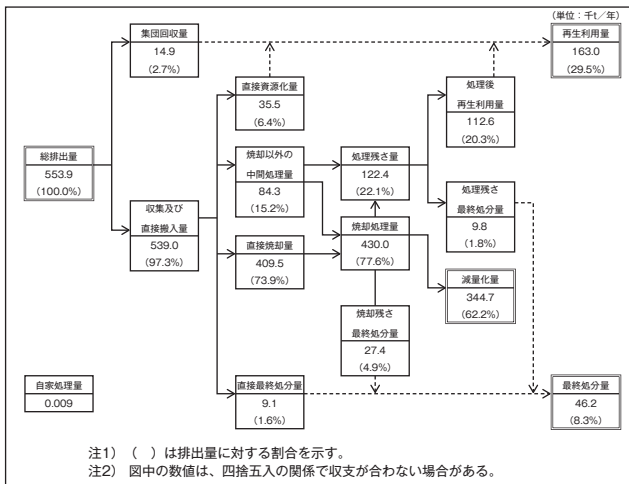 （単位：千t／年）
集団回収量
14.9
（2.7%）
再生利用量
163.0
（29.5%）
直接資源化量
35.5
（6.4%）
処理後
再生利用量
112.6
（20.3%）
総排出量
553.9
（100.0%）
焼却以外の
中間処理量
84.3
（15.2%）
処理残さ量
122.4
（22.1%）
収集及び
直接搬入量
539.0
（97.3%）
処理残さ
最終処分量
9.8
（1.8%）
直接焼却量
409.5
（73.9%）
焼却処理量
430.0
（77.6%）
減量化量
344.7
（62.2%）
焼却残さ
最終処分量
27.4
（4.9%）
自家処理量
0.009
直接最終処分量
9.1
（1.6%）
最終処分量
46.2
（8.3%）
注1）　（　）は排出量に対する割合を示す。
注2）　図中の数値は、四捨五入の関係で収支が合わない場合がある。